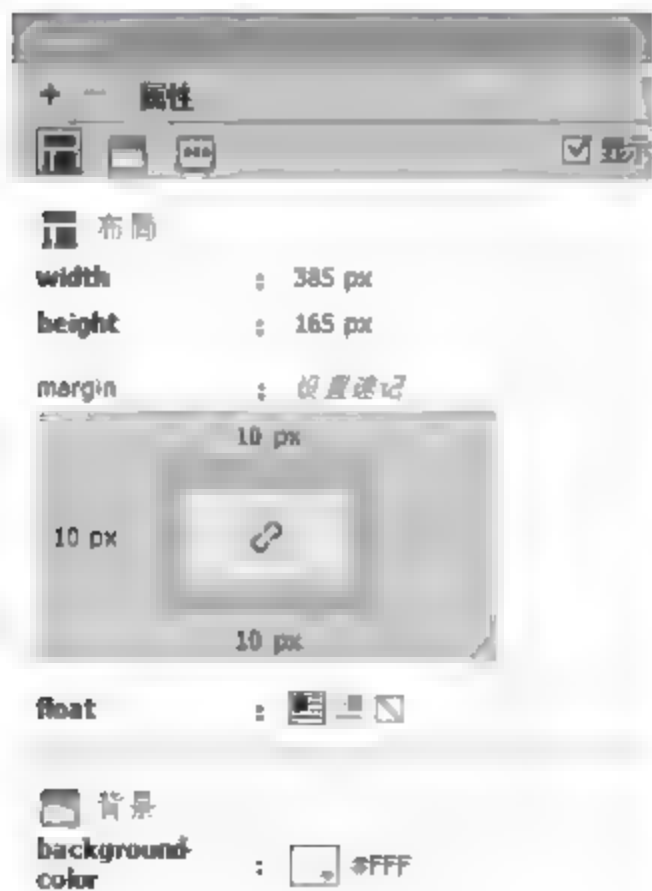 + − 属性
显示
布局
width : 385 px
height : 165 px
margin : 设置速记
10 px
10 px
10 px
float :
背景
background-
color : #FFF